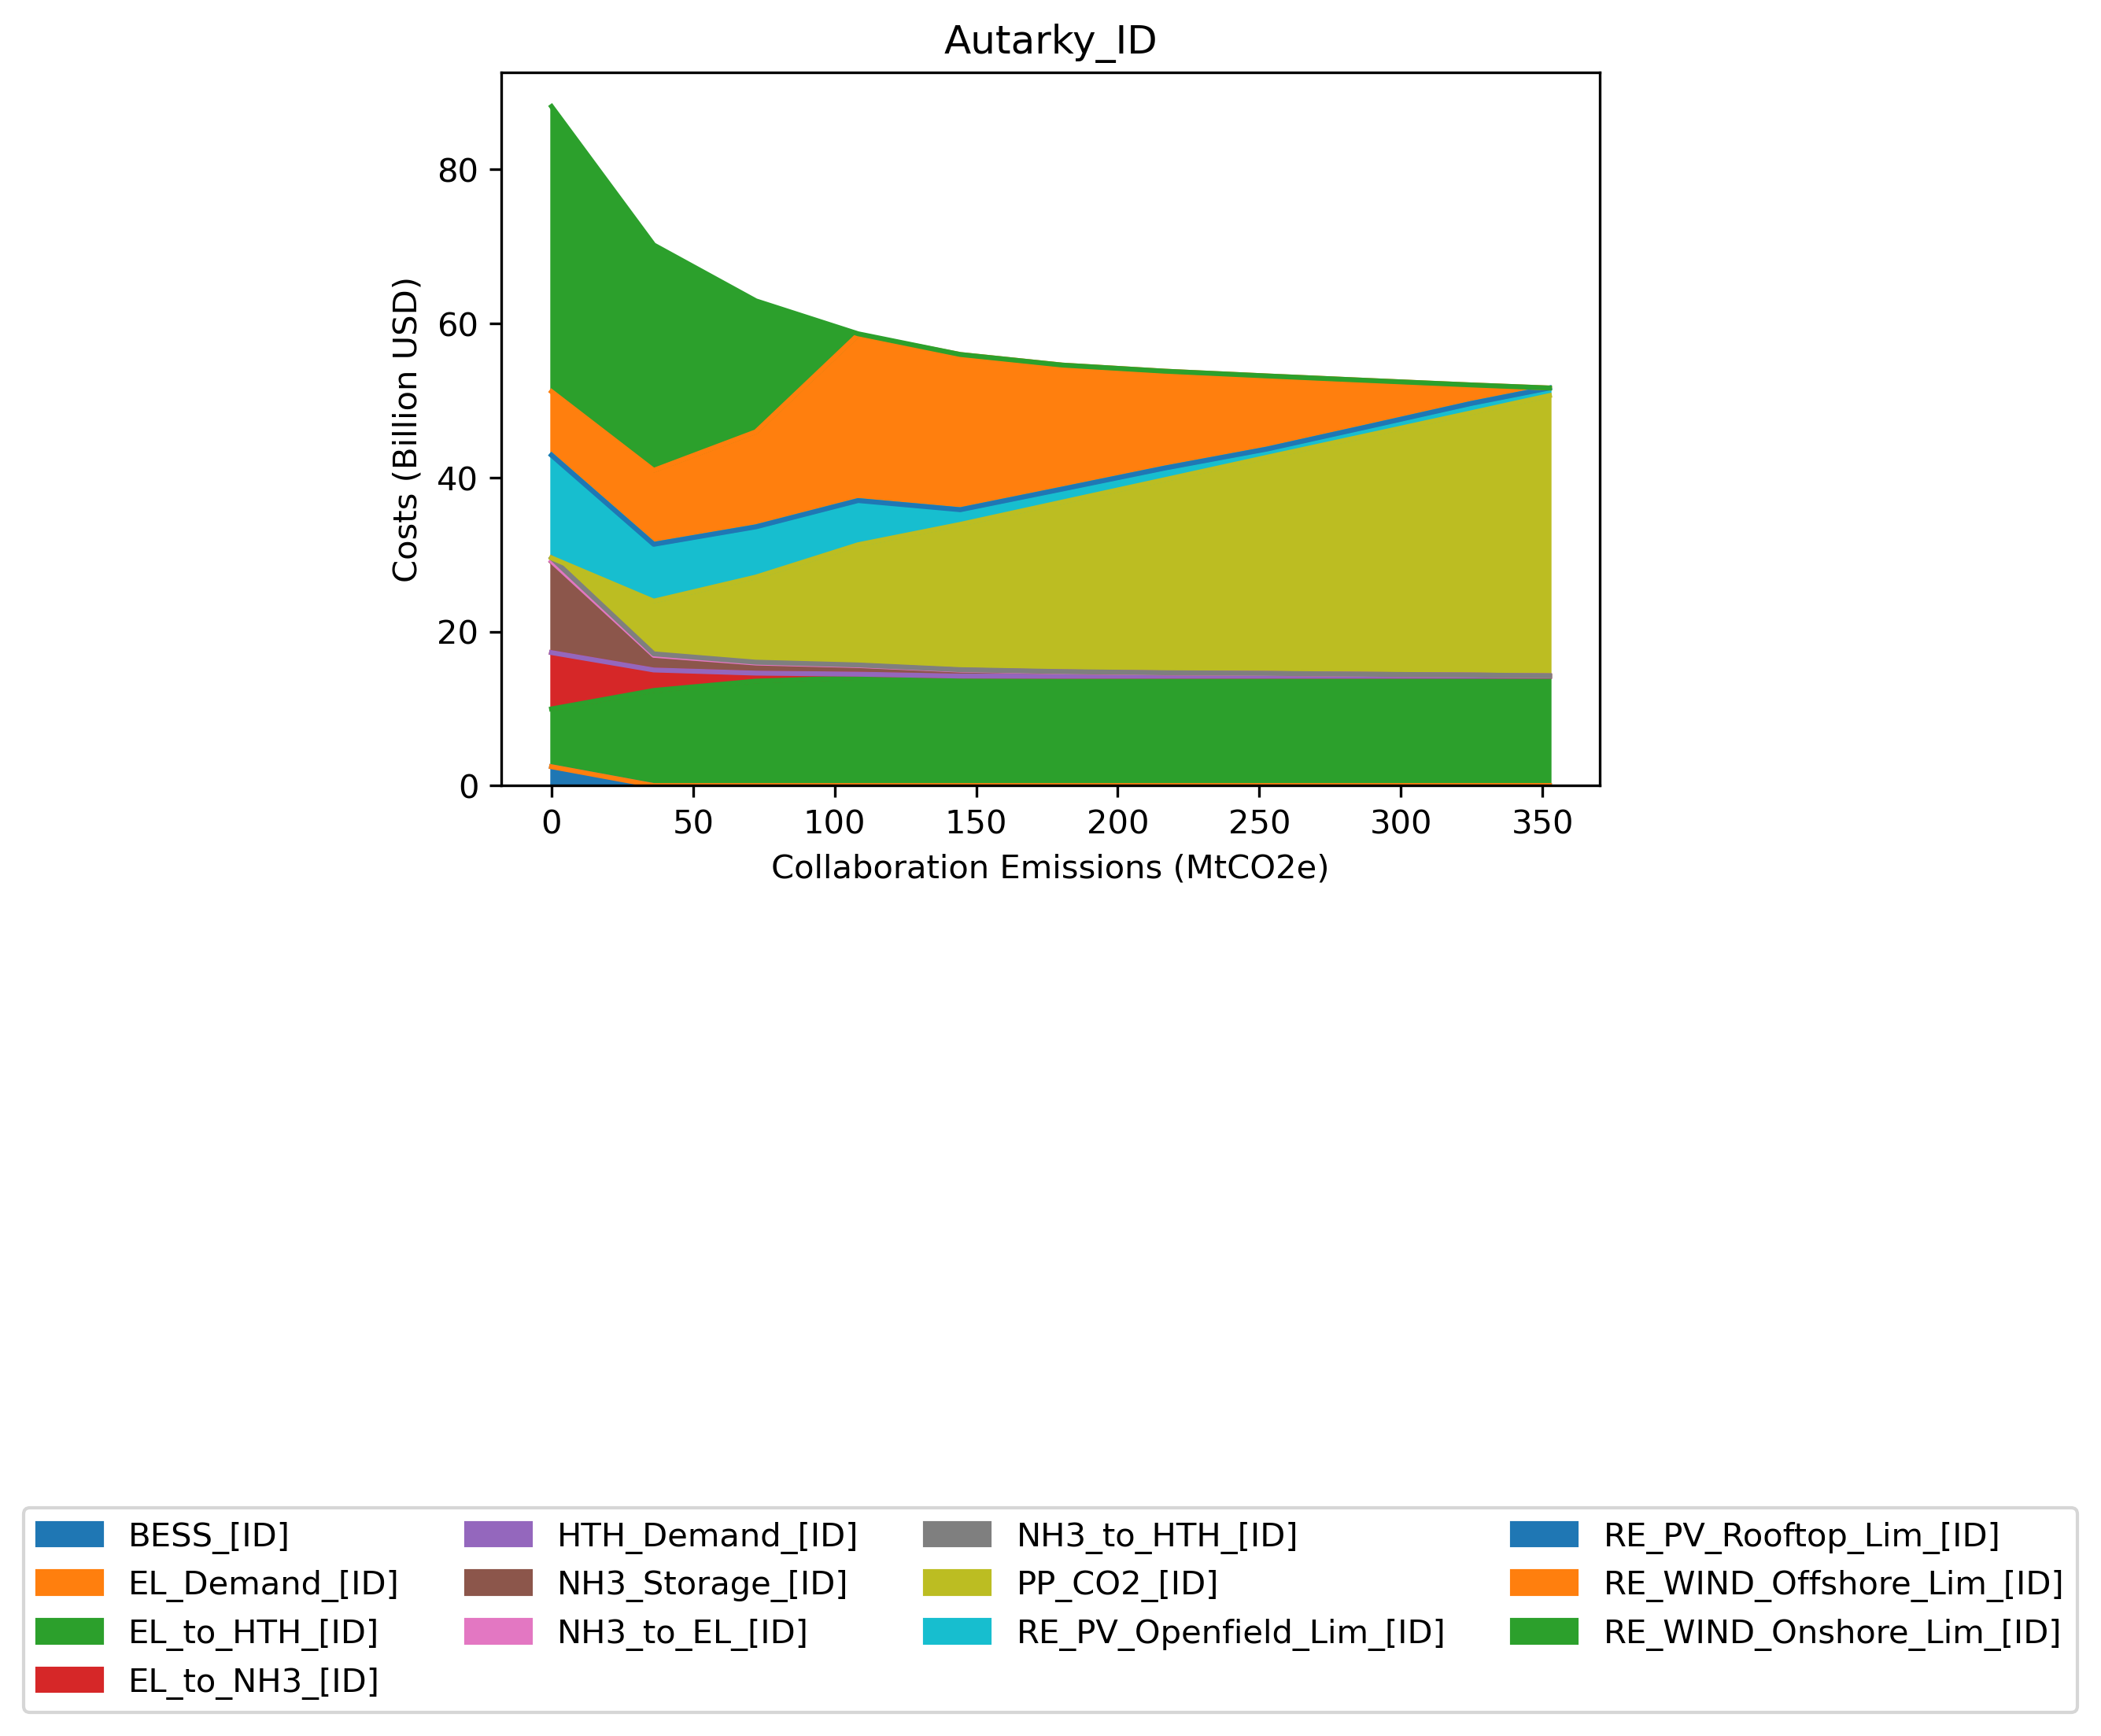 Autarky_ID
Costs (Billion USD)
80
60
40
20
0
0 50 100 150 200 250 300 350
Collaboration Emissions (MtCO2e)
BESS_[ID]
EL_Demand_[ID]
EL_to_HTH_[ID]
EL_to_NH3_[ID]
HTH_Demand_[ID]
NH3_Storage_[ID]
NH3_to_EL_[ID]
NH3_to_HTH_[ID]
PP_CO2_[ID]
RE_PV_Openfield_Lim_[ID]
RE_PV_Rooftop_Lim_[ID]
RE_WIND_Offshore_Lim_[ID]
RE_WIND_Onshore_Lim_[ID]